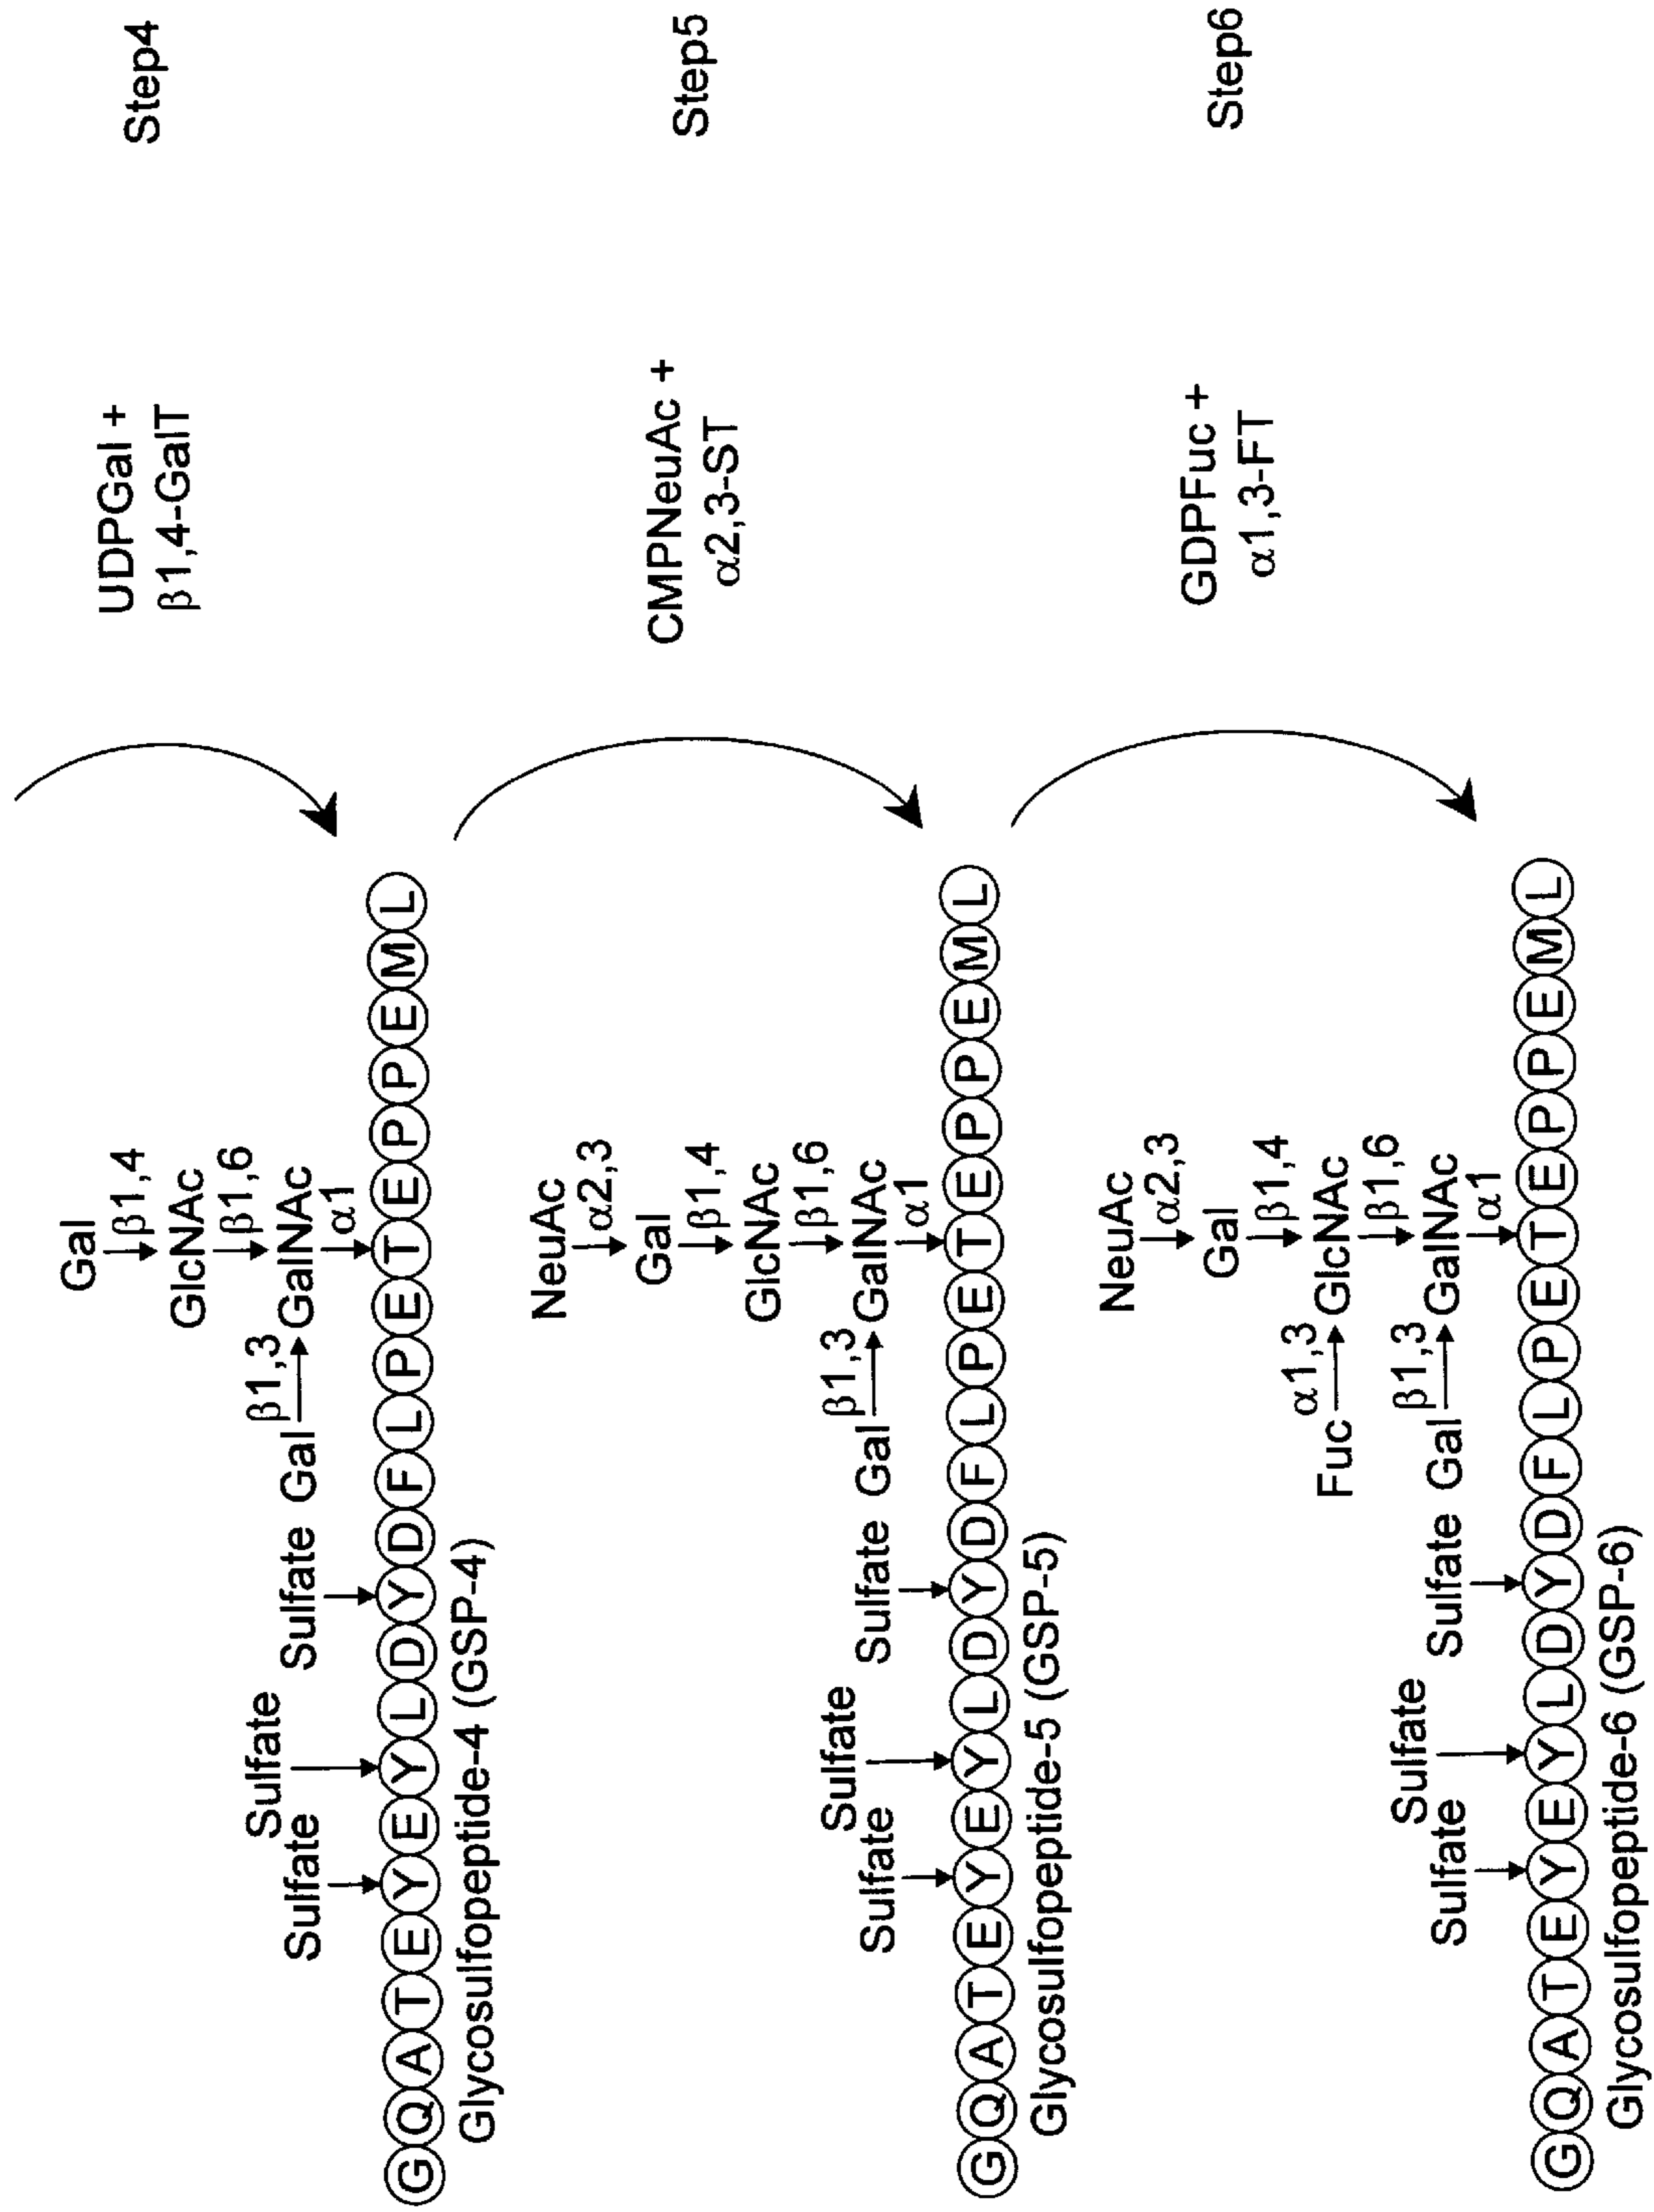 UDPGal +
β1,4-GalT
Step4
Gal
β1,4
GlcNAc
β1,6
Sulfate
Sulfate
Sulfate
Gal
β1,3
GalNAc
α1
G Q A T E Y E Y L D Y D F L P E T E P P E M L
Glycosulfopeptide-4 (GSP-4)
CMPNeuAc +
α2,3-ST
Step5
NeuAc
α2,3
Gal
β1,4
GlcNAc
β1,6
Sulfate
Sulfate
Sulfate
Gal
β1,3
GalNAc
α1
G Q A T E Y E Y L D Y D F L P E T E P P E M L
Glycosulfopeptide-5 (GSP-5)
GDPFuc +
α1,3-FT
Step6
NeuAc
α2,3
Gal
β1,4
Fuc
α1,3
GlcNAc
β1,6
Sulfate
Sulfate
Sulfate
Gal
β1,3
GalNAc
α1
G Q A T E Y E Y L D Y D F L P E T E P P E M L
Glycosulfopeptide-6 (GSP-6)